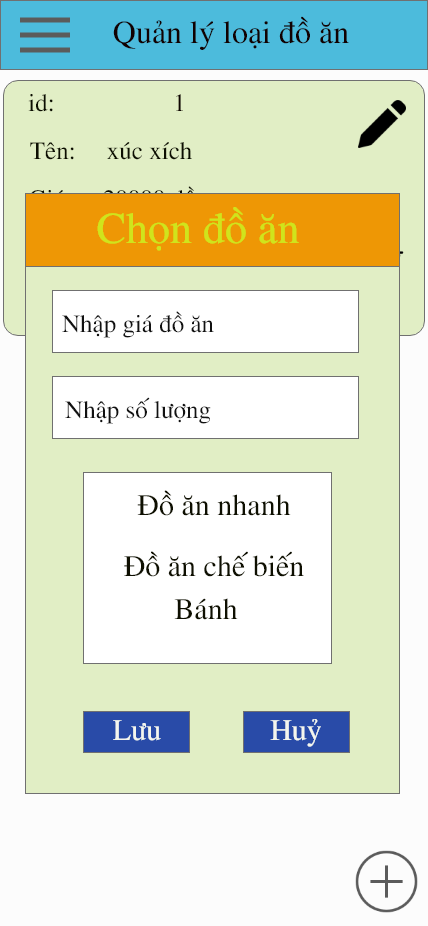 Quản lý loại đồ ăn
id: 1
Tên: xúc xích
Chọn đồ ăn
Nhập giá đồ ăn
Nhập số lượng
Đồ ăn nhanh
Đồ ăn chế biến
Bánh
Lưu Huỷ